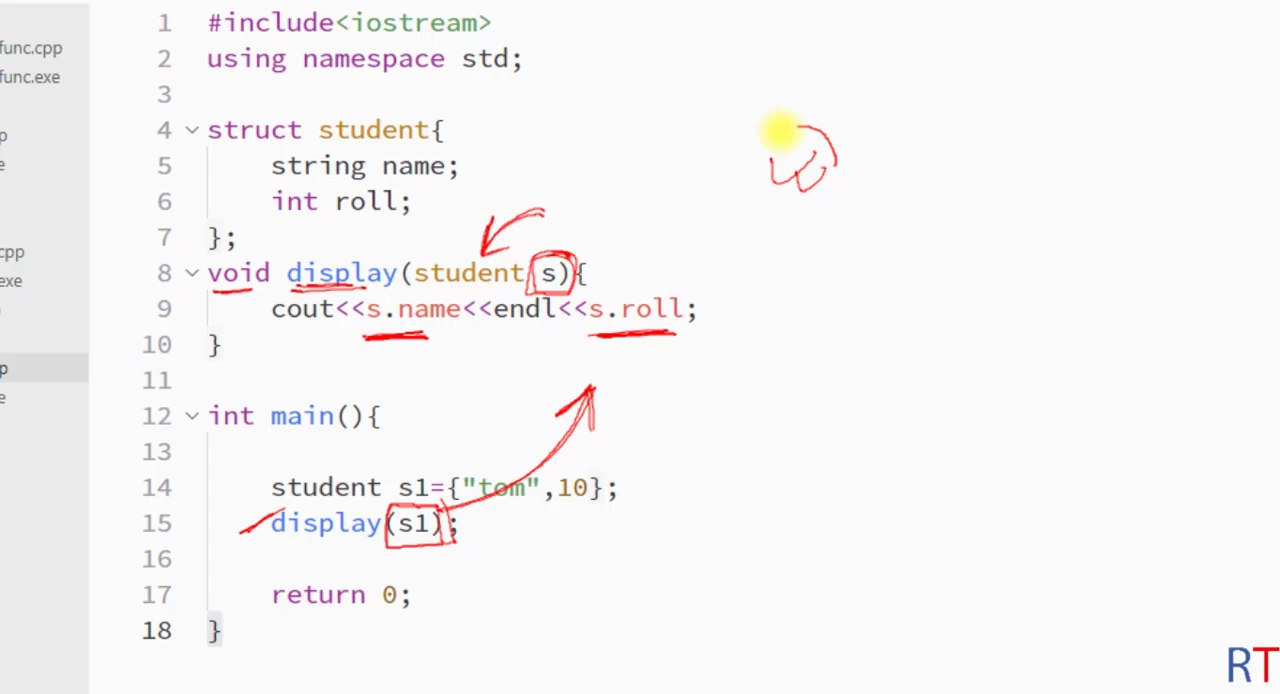 func.cpp
func.exe
p
e
cpp
exe
p
e
1 #include<iostream>
2 using namespace std;
3
4 struct student{
5 string name;
6 int roll;
7 };
8 void display(student s){
9 cout<<s.name<<endl<<s.roll;
10 }
11
12 int main(){
13
14 student s1={"tom",10};
15 display(s1);
16
17 return 0;
18 }
RT